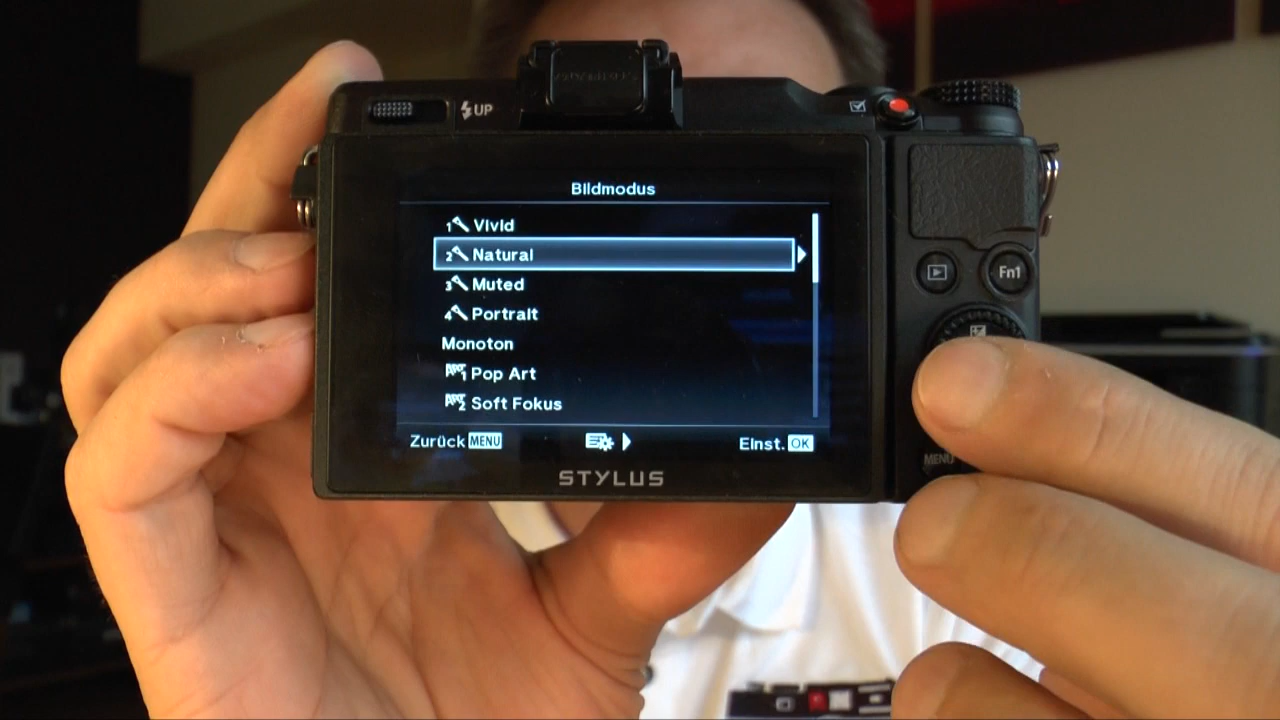 UP
Bildmodus
1 Vivid
2 Natural
3 Muted
4 Portrait
Monoton
ART 1 Pop Art
ART 2 Soft Fokus
Zurück MENU
Einst. OK
STYLUS
Fn1
MENU